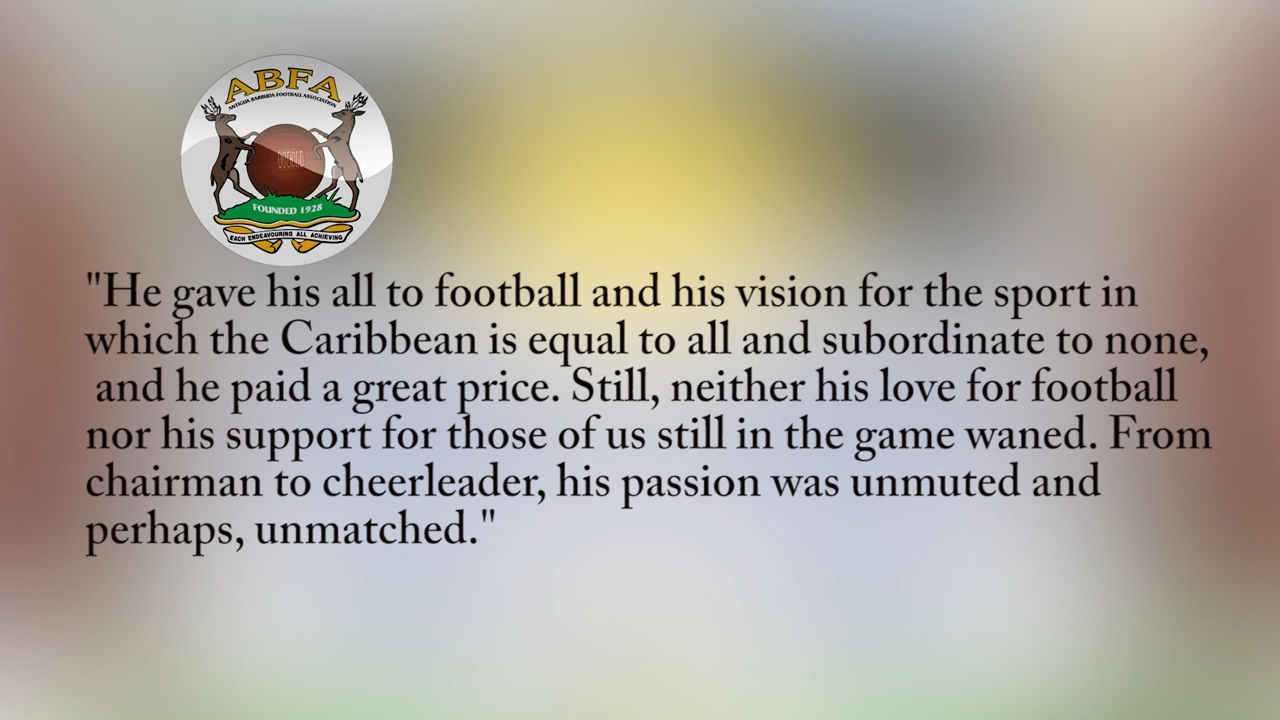 ABFA
ANTIGUA BARBUDA FOOTBALL ASSOCIATION
FOUNDED 1928
EACH ENDEAVOURING ALL ACHIEVING
"He gave his all to football and his vision for the sport in
which the Caribbean is equal to all and subordinate to none,
and he paid a great price. Still, neither his love for football
nor his support for those of us still in the game waned. From
chairman to cheerleader, his passion was unmuted and
perhaps, unmatched."